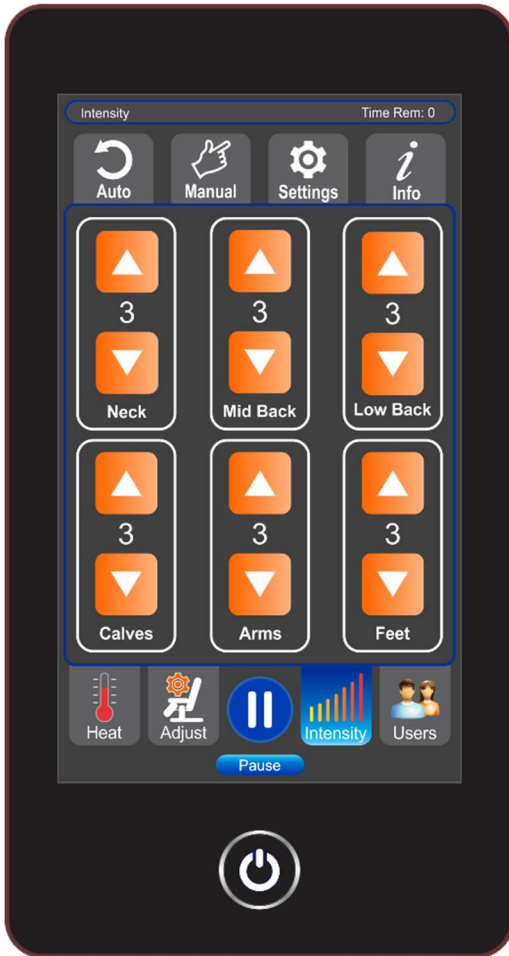 Intensity Time Rem: 0
Auto Manual Settings Info
3 3 3
Neck Mid Back Low Back
3 3 3
Calves Arms Feet
Heat Adjust Intensity Users
Pause